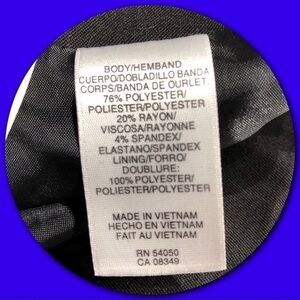 BODY/HEMBAND
CUERPO/DOBLADILLO BANDA
CORPS/BANDA DE OURLET:
76% POLYESTER/
POLIESTER/POLYESTER
20% RAYON/
VISCOSA/RAYONNE
4% SPANDEX/
ELASTANO/SPANDEX
LINING/FORRO/
DOUBLURE:
100% POLYESTER/
POLIESTER/POLYESTER
MADE IN VIETNAM
HECHO EN VIETNAM
FAIT AU VIETNAM
RN 54050
CA 08349